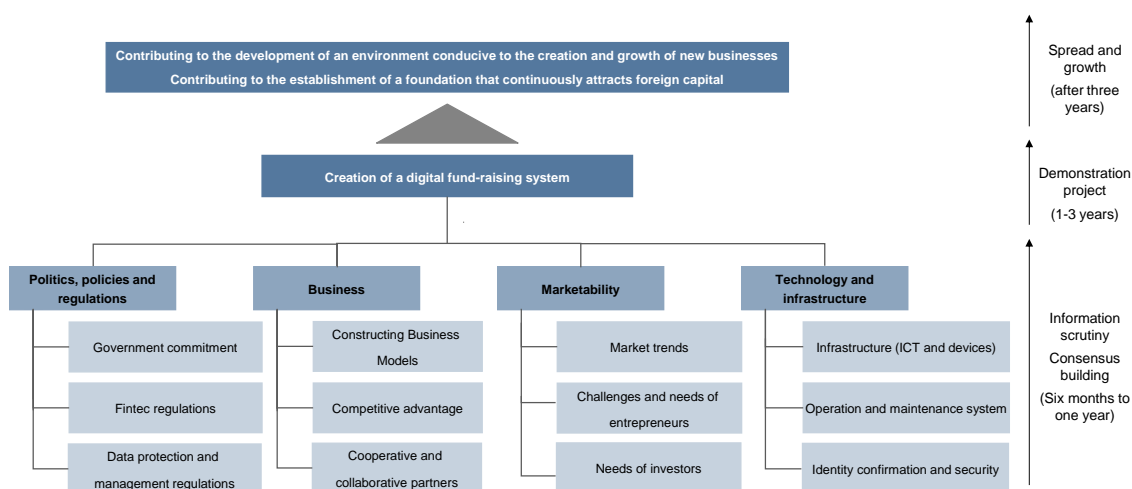 Contributing to the development of an environment conducive to the creation and growth of new businesses
Contributing to the establishment of a foundation that continuously attracts foreign capital
Spread and
growth
(after three
years)
Creation of a digital fund-raising system
Demonstration
project
(1-3 years)
Politics, policies and
regulations
Business
Marketability
Technology and
infrastructure
Government commitment
Constructing Business
Models
Market trends
Infrastructure (ICT and devices)
Fintec regulations
Competitive advantage
Challenges and needs of
entrepreneurs
Operation and maintenance system
Data protection and
management regulations
Cooperative and
collaborative partners
Needs of investors
Identity confirmation and security
Information
scrutiny
Consensus
building
(Six months to
one year)